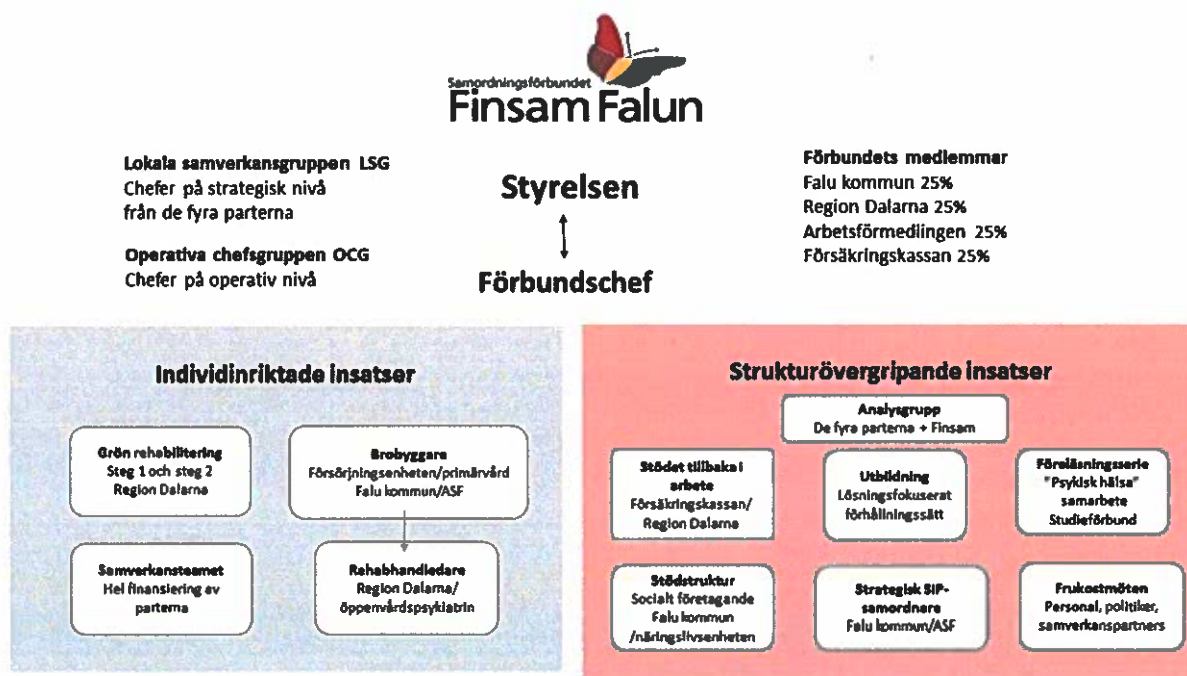 Samordningsförbundet
Finsam Falun
Lokala samverkansgruppen LSG
Chefer på strategisk nivå
från de fyra parterna
Operativa chefsgruppen OCG
Chefer på operativ nivå
Styrelsen
Förbundschef
Förbundets medlemmar
Falu kommun 25%
Region Dalarna 25%
Arbetsförmedlingen 25%
Försäkringskassan 25%
Individinriktade insatser
Grön rehabilitering
Steg 1 och steg 2
Region Dalarna
Brobyggare
Försörjningsenheten/primärvård
Falu kommun/ASF
Samverkansteamet
Hel finansiering av
parterna
Rehabhandledare
Region Dalarna/
öppenvårdspsykiatrin
Strukturövergripande insatser
Analysgrupp
De fyra parterna + Finsam
Stödet tillbaka i
arbete
Försäkringskassan/
Region Dalarna
Utbildning
Lösningsfokuserat
förhållningssätt
Föreläsningsserie
"Psykisk hälsa"
samarbete
Studieförbund
Stödstruktur
Socialt företagande
Falu kommun
/näringslivsenheten
Strategisk SIP-
samordnare
Falu kommun/ASF
Frukostmöten
Personal, politiker,
samverkanspartners